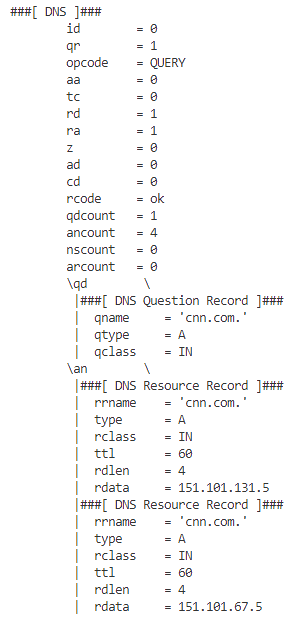 ###[ DNS ]###
        id        = 0
        qr        = 1
        opcode    = QUERY
        aa        = 0
        tc        = 0
        rd        = 1
        ra        = 1
        z         = 0
        ad        = 0
        cd        = 0
        rcode     = ok
        qdcount   = 1
        ancount   = 4
        nscount   = 0
        arcount   = 0
        \qd        \
         |###[ DNS Question Record ]###
         |  qname     = 'cnn.com.'
         |  qtype     = A
         |  qclass    = IN
        \an        \
         |###[ DNS Resource Record ]###
         |  rrname    = 'cnn.com.'
         |  type      = A
         |  rclass    = IN
         |  ttl       = 60
         |  rdlen     = 4
         |  rdata     = 151.101.131.5
         |###[ DNS Resource Record ]###
         |  rrname    = 'cnn.com.'
         |  type      = A
         |  rclass    = IN
         |  ttl       = 60
         |  rdlen     = 4
         |  rdata     = 151.101.67.5